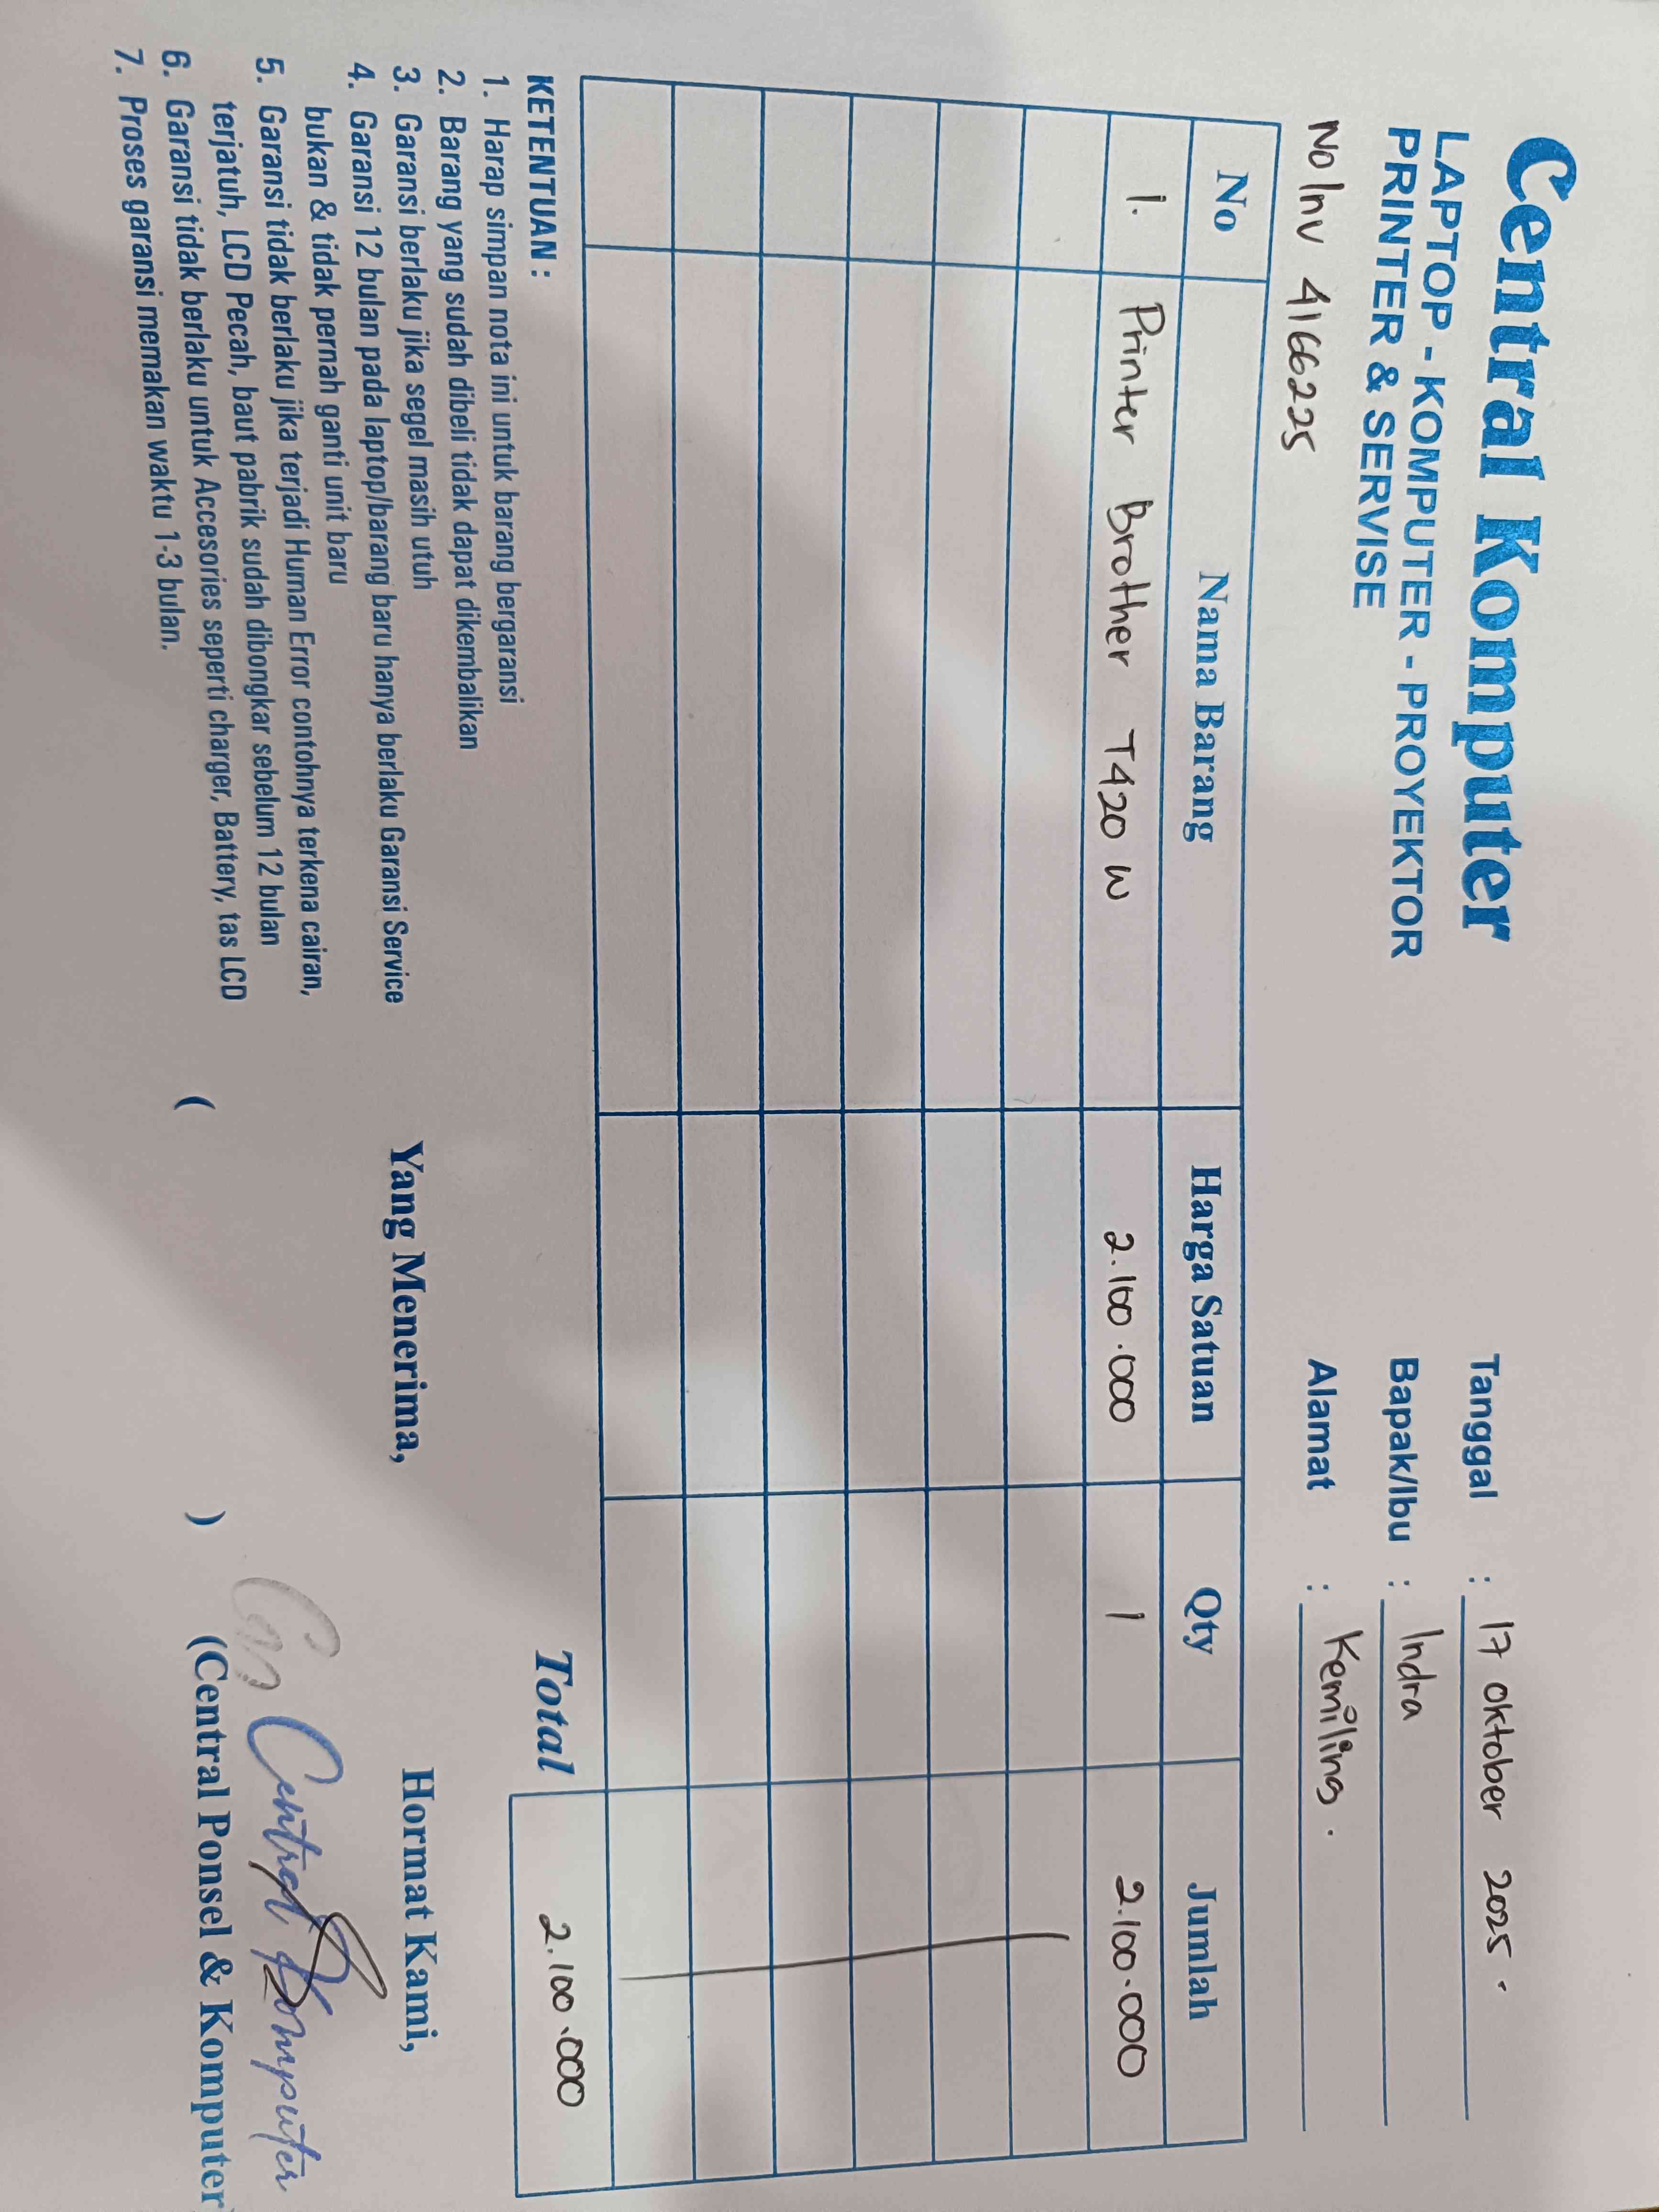 Central Komputer
LAPTOP - KOMPUTER - PROYEKTOR
PRINTER & SERVISE
No Inv 4166225
Tanggal : 17 Oktober 2025.
Bapak/Ibu : Indra
Alamat : Kemiling.
No Nama Barang Harga Satuan Qty Jumlah
1. Printer Brother T420 W 2.100.000 1 2.100.000
Total 2.100.000
KETENTUAN :
1. Harap simpan nota ini untuk barang bergaransi
2. Barang yang sudah dibeli tidak dapat dikembalikan
3. Garansi berlaku jika segel masih utuh
4. Garansi 12 bulan pada laptop/barang baru hanya berlaku Garansi Service
bukan & tidak pernah ganti unit baru
5. Garansi tidak berlaku jika terjadi Human Error contohnya terkena cairan,
terjatuh, LCD Pecah, baut pabrik sudah dibongkar sebelum 12 bulan
6. Garansi tidak berlaku untuk Accesories seperti charger, Battery, tas LCD
7. Proses garansi memakan waktu 1-3 bulan.
Yang Menerima,
( )
Hormat Kami,
Central Komputer
(Central Ponsel & Komputer)